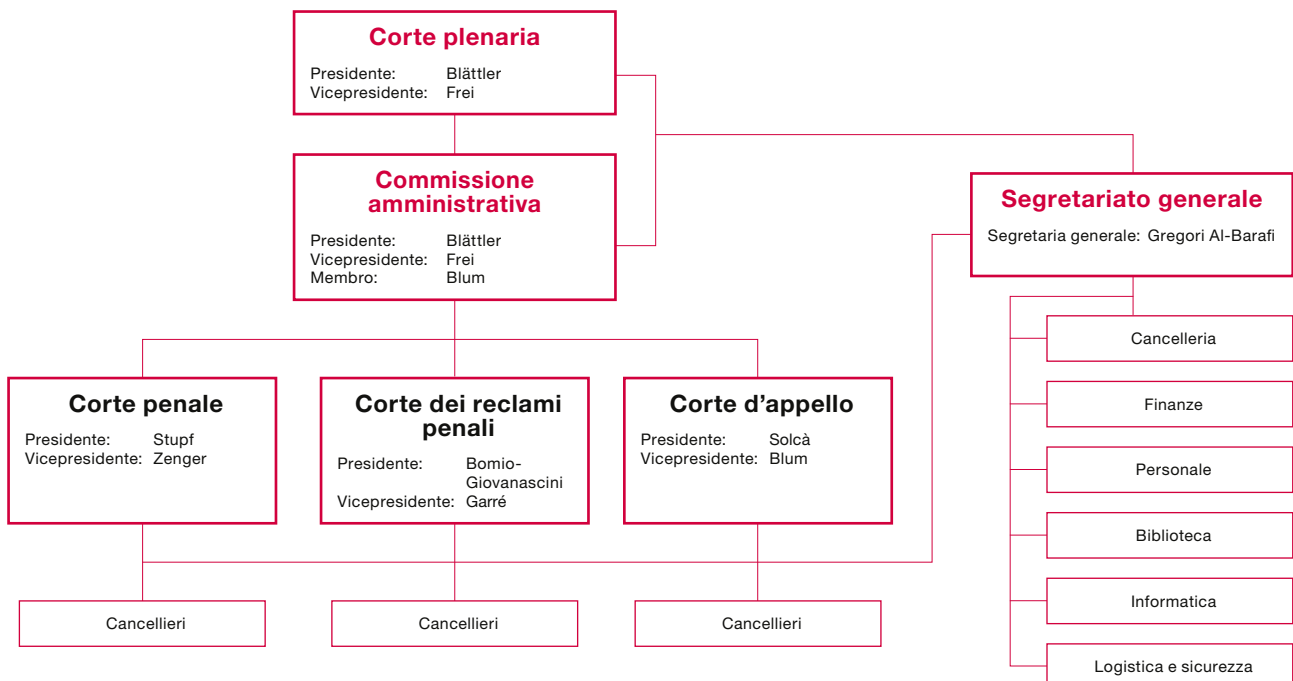 Corte plenaria
Presidente: Blättler
Vicepresidente: Frei
Commissione
amministrativa
Presidente: Blättler
Vicepresidente: Frei
Membro: Blum
Segretariato generale
Segretaria generale: Gregori Al-Barafi
Cancelleria
Finanze
Personale
Biblioteca
Informatica
Logistica e sicurezza
Corte penale
Presidente: Stupf
Vicepresidente: Zenger
Corte dei reclami
penali
Presidente: Bomio-
Giovanascini
Vicepresidente: Garré
Corte d'appello
Presidente: Solcà
Vicepresidente: Blum
Cancellieri
Cancellieri
Cancellieri